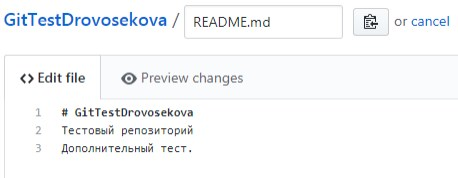 GitTestDrovosekova / README.md or cancel
Edit file Preview changes
1 # GitTestDrovosekova
2 Тестовый репозиторий
3 Дополнительный тест.